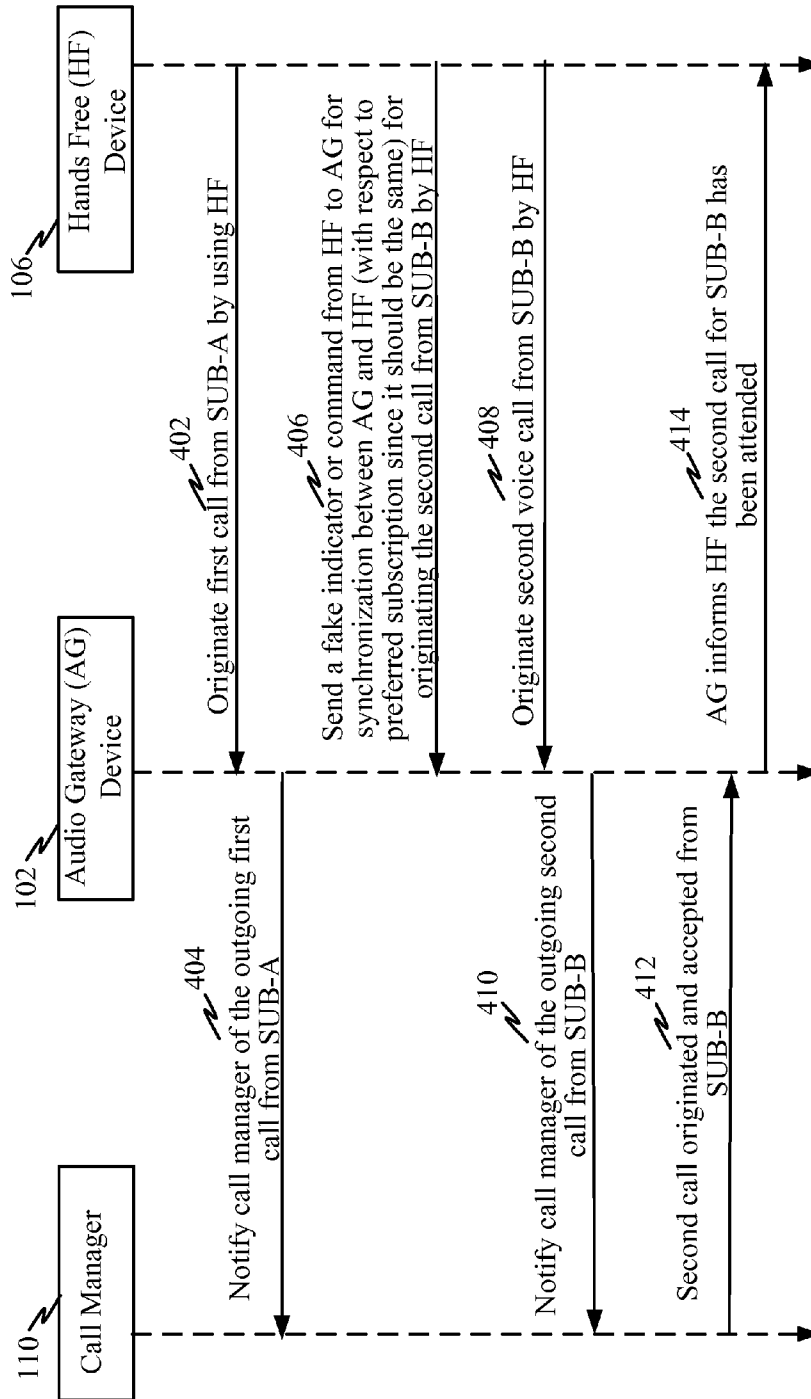 110
Call Manager
102
Audio Gateway (AG)
Device
106
Hands Free (HF)
Device
402
Originate first call from SUB-A by using HF
404
Notify call manager of the outgoing first
call from SUB-A
406
Send a fake indicator or command from HF to AG for
synchronization between AG and HF (with respect to
preferred subscription since it should be the same) for
originating the second call from SUB-B by HF
408
Originate second voice call from SUB-B by HF
410
Notify call manager of the outgoing second
call from SUB-B
412
Second call originated and accepted from
SUB-B
414
AG informs HF the second call for SUB-B has
been attended